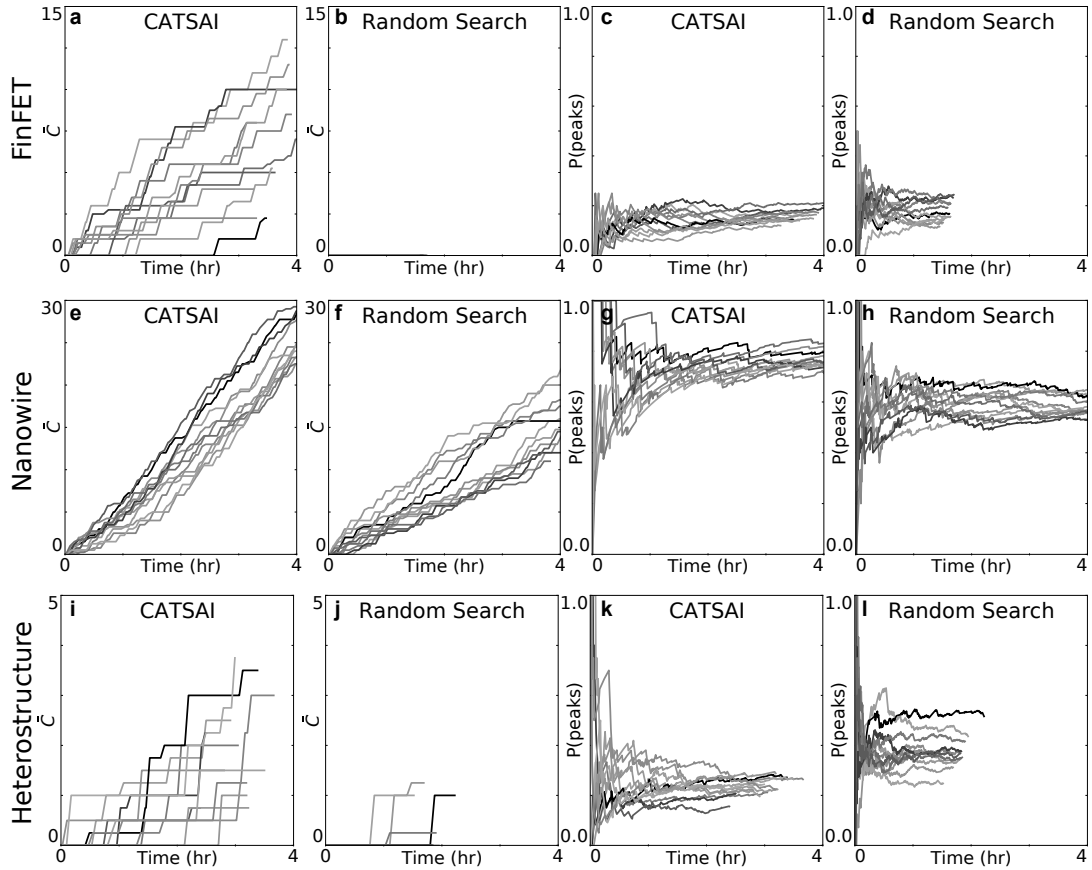 FinFET
a CATSAI
15
C̄
0
0 Time (hr) 4
b Random Search
15
C̄
0
0 Time (hr) 4
c CATSAI
1.0
P(peaks)
0.0
0 Time (hr) 4
d Random Search
1.0
P(peaks)
0.0
0 Time (hr) 4
Nanowire
e CATSAI
30
C̄
0
0 Time (hr) 4
f Random Search
30
C̄
0
0 Time (hr) 4
g CATSAI
1.0
P(peaks)
0.0
0 Time (hr) 4
h Random Search
1.0
P(peaks)
0.0
0 Time (hr) 4
Heterostructure
i CATSAI
5
C̄
0
0 Time (hr) 4
j Random Search
5
C̄
0
0 Time (hr) 4
k CATSAI
1.0
P(peaks)
0.0
0 Time (hr) 4
l Random Search
1.0
P(peaks)
0.0
0 Time (hr) 4